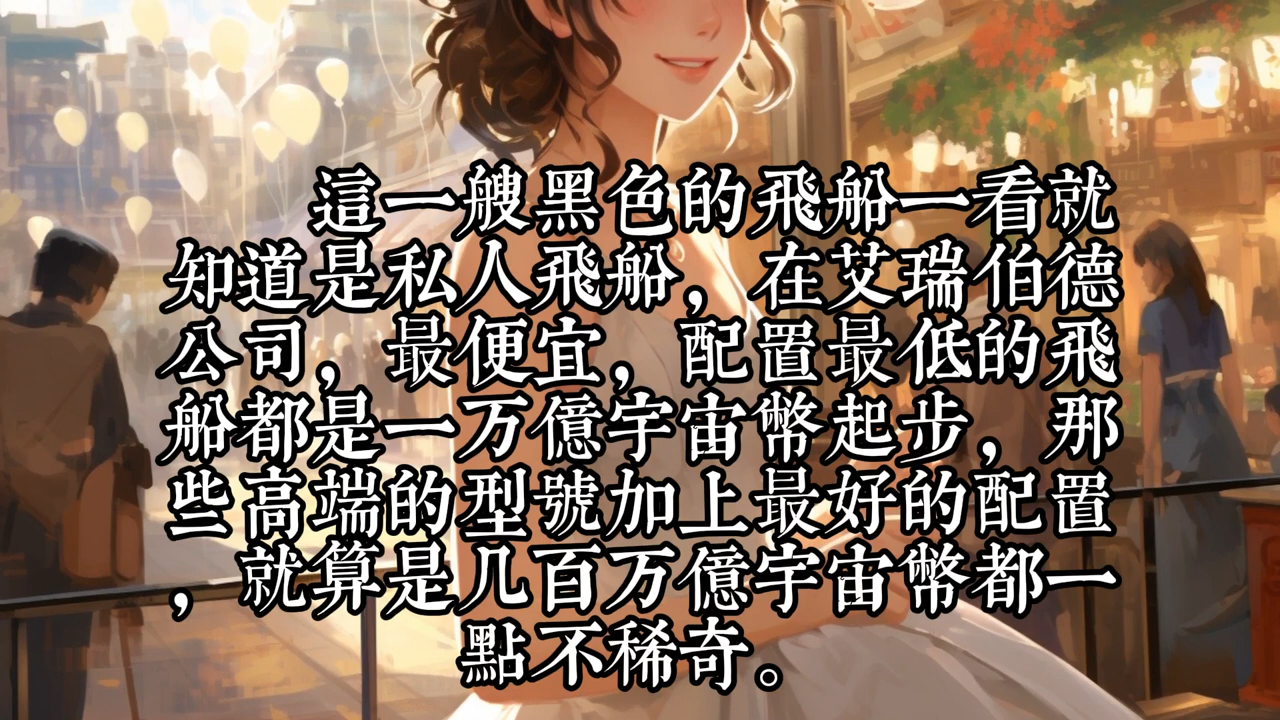 這一艘黑色的飛船一看就
知道是私人飛船，在艾瑞伯德
公司，最便宜，配置最低的飛
船都是一万億宇宙幣起步，那
些高端的型號加上最好的配置
，就算是几百万億宇宙幣都一
點不稀奇。